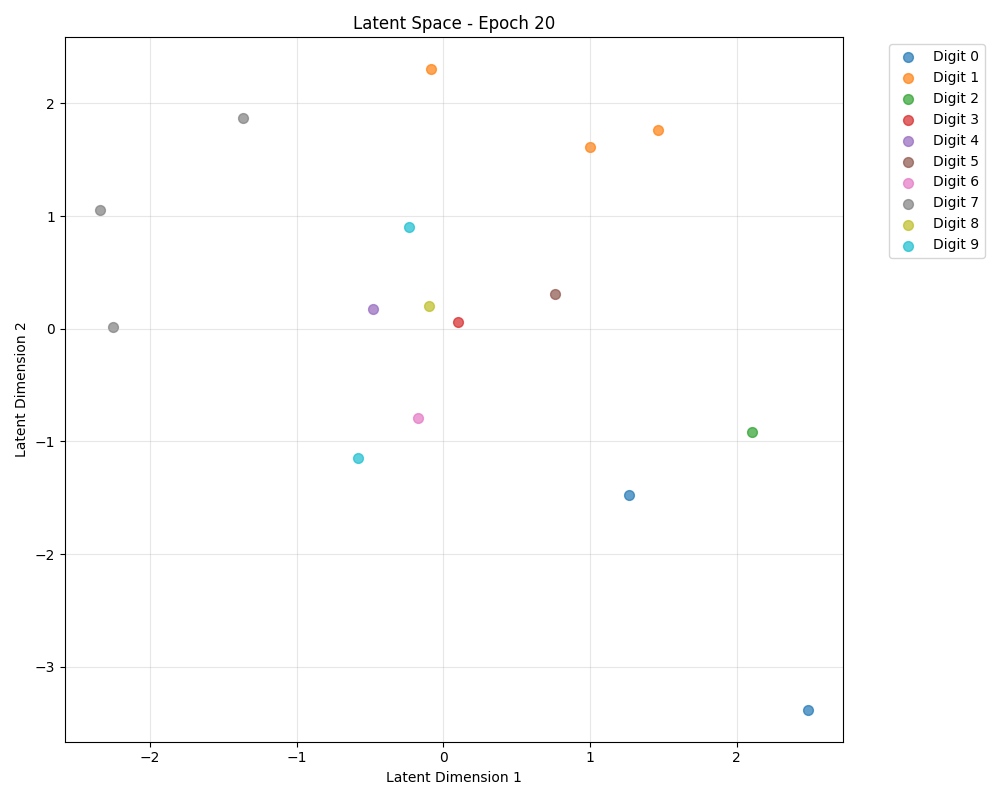 Latent Space - Epoch 20
Digit 0
Digit 1
Digit 2
Digit 3
Digit 4
Digit 5
Digit 6
Digit 7
Digit 8
Digit 9
2
1
0
−1
−2
−3
Latent Dimension 2
−2
−1
0
1
2
Latent Dimension 1